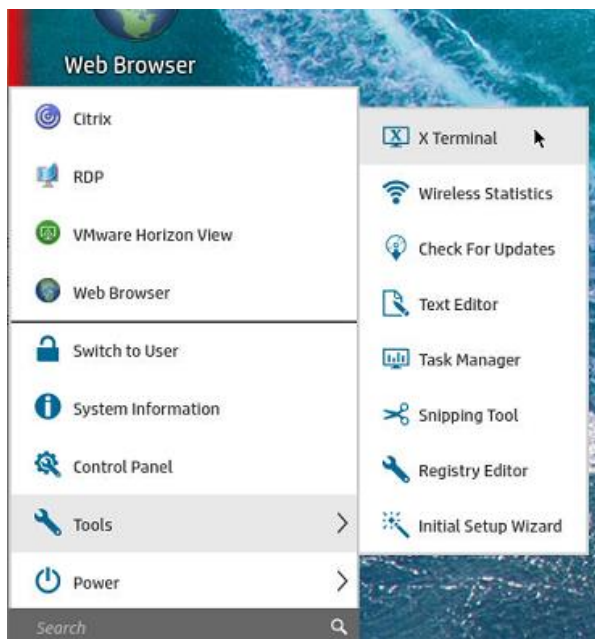 Web Browser
Citrix
RDP
VMware Horizon View
Web Browser
Switch to User
System Information
Control Panel
Tools
Power
Search
X Terminal
Wireless Statistics
Check For Updates
Text Editor
Task Manager
Snipping Tool
Registry Editor
Initial Setup Wizard